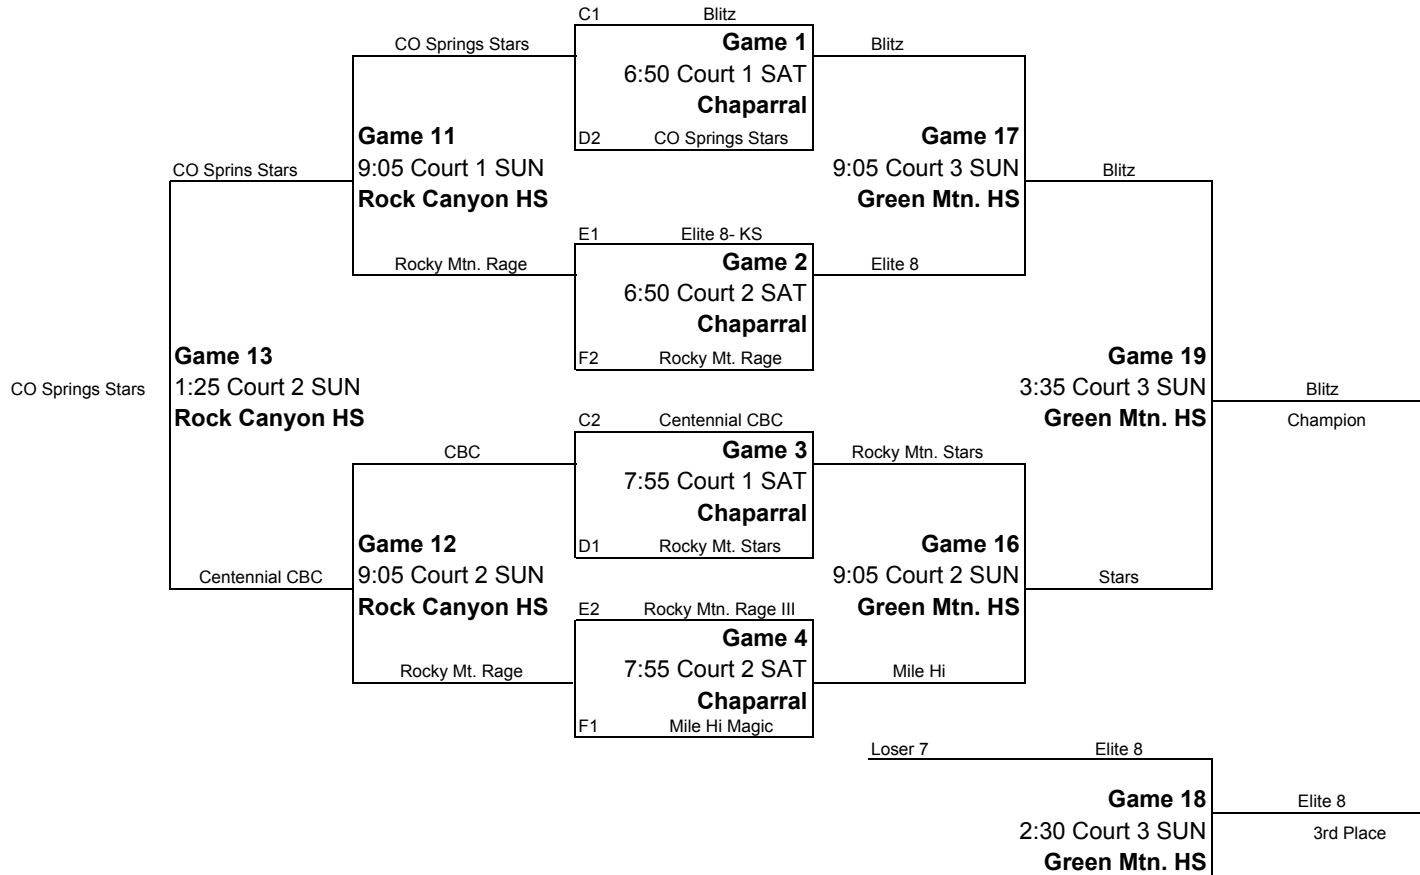 C1 Blitz
CO Springs Stars Game 1 Blitz
6:50 Court 1 SAT
Chaparral
Game 11 D2 CO Springs Stars Game 17
CO Sprins Stars 9:05 Court 1 SUN 9:05 Court 3 SUN Blitz
Rock Canyon HS Green Mtn. HS
E1 Elite 8- KS
Rocky Mtn. Rage Game 2 Elite 8
6:50 Court 2 SAT
Chaparral
Game 13 F2 Rocky Mt. Rage Game 19
CO Springs Stars 1:25 Court 2 SUN 3:35 Court 3 SUN Blitz
Rock Canyon HS C2 Centennial CBC Green Mtn. HS Champion
CBC Game 3 Rocky Mtn. Stars
7:55 Court 1 SAT
Chaparral
Game 12 D1 Rocky Mt. Stars Game 16
Centennial CBC 9:05 Court 2 SUN 9:05 Court 2 SUN Stars
Rock Canyon HS E2 Rocky Mtn. Rage III Green Mtn. HS
Game 4
Rocky Mt. Rage 7:55 Court 2 SAT Mile Hi
Chaparral
F1 Mile Hi Magic
Loser 7 Elite 8
Game 18 Elite 8
2:30 Court 3 SUN 3rd Place
Green Mtn. HS